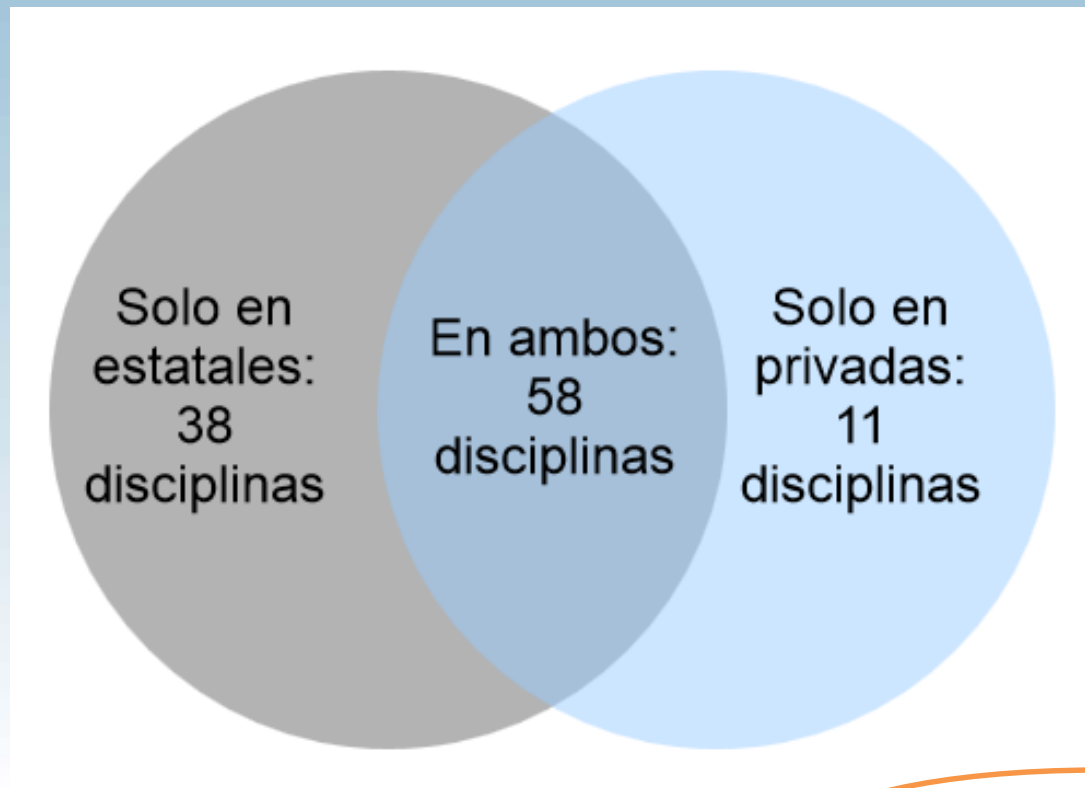 Solo en
estatales:
38
disciplinas
En ambos:
58
disciplinas
Solo en
privadas:
11
disciplinas